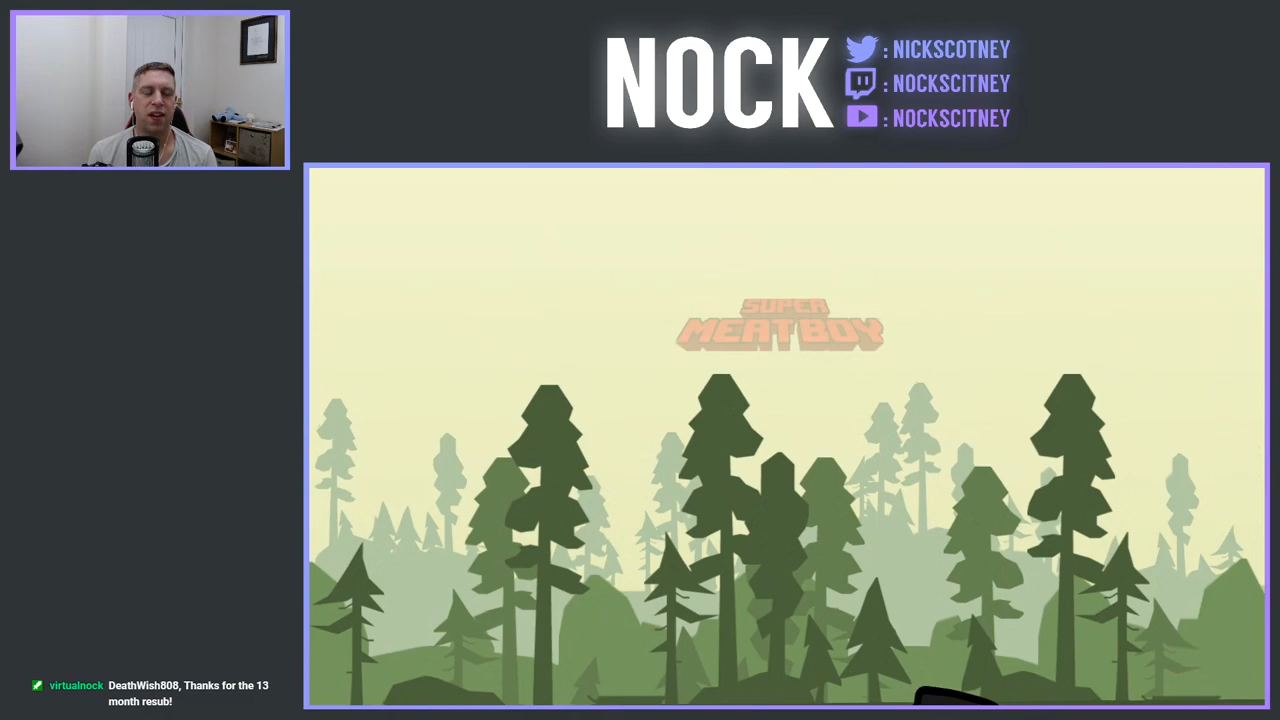 NOCK
: NICKSCOTNEY
: NOCKSCITNEY
: NOCKSCITNEY
SUPER
MEAT BOY
virtualnock DeathWish808, Thanks for the 13
month resub!